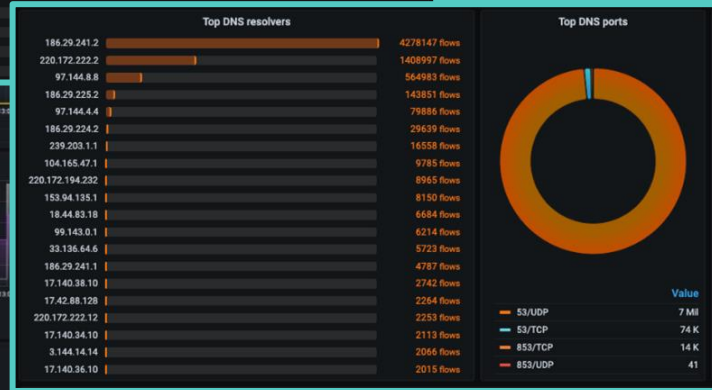 Top DNS resolvers
186.29.241.2 4278147 flows
220.172.222.2 1408997 flows
97.144.8.8 564983 flows
186.29.225.2 143851 flows
97.144.4.4 79886 flows
186.29.224.2 29639 flows
239.203.1.1 16558 flows
104.165.47.1 9785 flows
220.172.194.232 8965 flows
153.94.135.1 8150 flows
18.44.83.18 6684 flows
99.143.0.1 6214 flows
33.136.64.6 5723 flows
186.29.241.1 4787 flows
17.140.38.10 2742 flows
17.42.88.128 2264 flows
220.172.222.12 2253 flows
17.140.34.10 2113 flows
3.144.14.14 2066 flows
17.140.36.10 2015 flows
Top DNS ports
Value
53/UDP 7 Mil
53/TCP 74 K
853/TCP 14 K
853/UDP 41